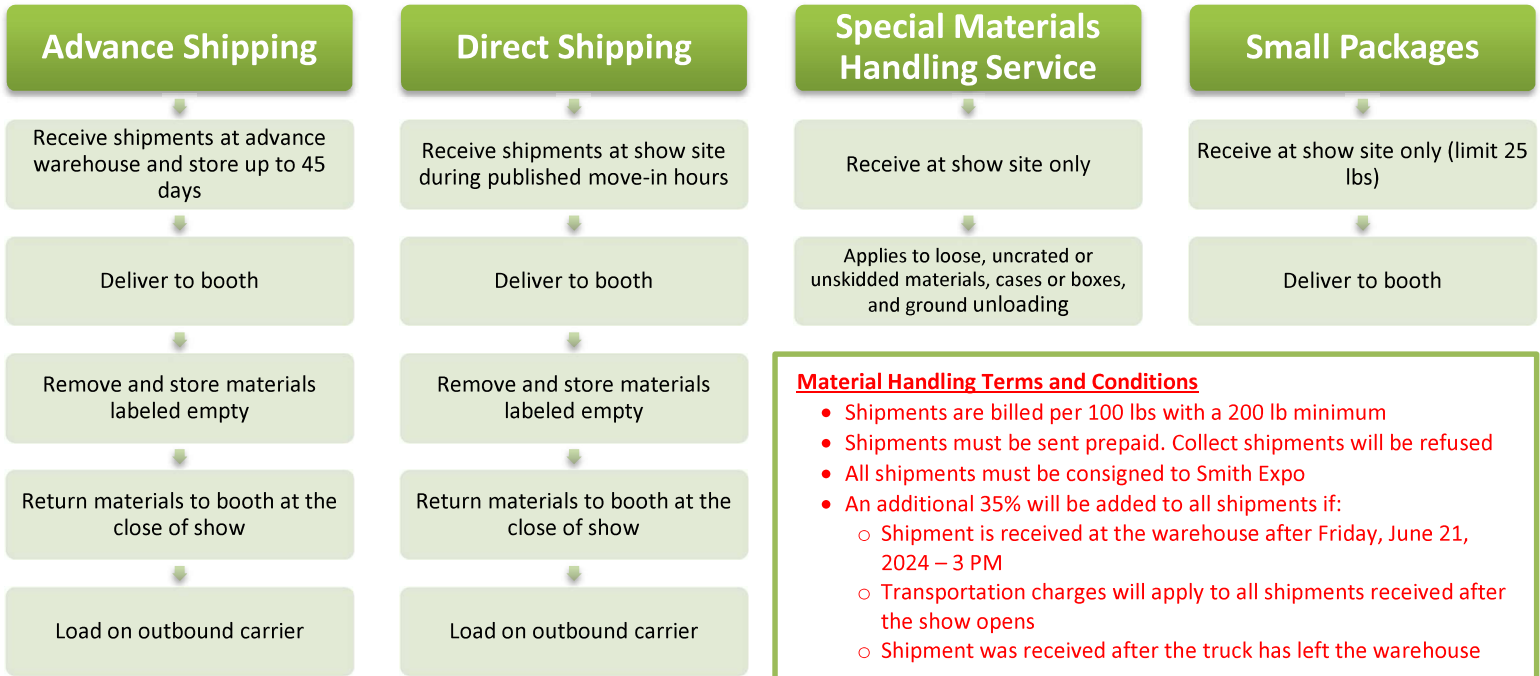 Advance Shipping
Receive shipments at advance
warehouse and store up to 45
days
Deliver to booth
Remove and store materials
labeled empty
Return materials to booth at the
close of show
Load on outbound carrier
Direct Shipping
Receive shipments at show site
during published move-in hours
Deliver to booth
Remove and store materials
labeled empty
Return materials to booth at the
close of show
Load on outbound carrier
Special Materials
Handling Service
Receive at show site only
Applies to loose, uncrated or
unskidded materials, cases or boxes,
and ground unloading
Small Packages
Receive at show site only (limit 25
lbs)
Deliver to booth
Material Handling Terms and Conditions
• Shipments are billed per 100 lbs with a 200 lb minimum
• Shipments must be sent prepaid. Collect shipments will be refused
• All shipments must be consigned to Smith Expo
• An additional 35% will be added to all shipments if:
o Shipment is received at the warehouse after Friday, June 21,
2024 – 3 PM
o Transportation charges will apply to all shipments received after
the show opens
o Shipment was received after the truck has left the warehouse